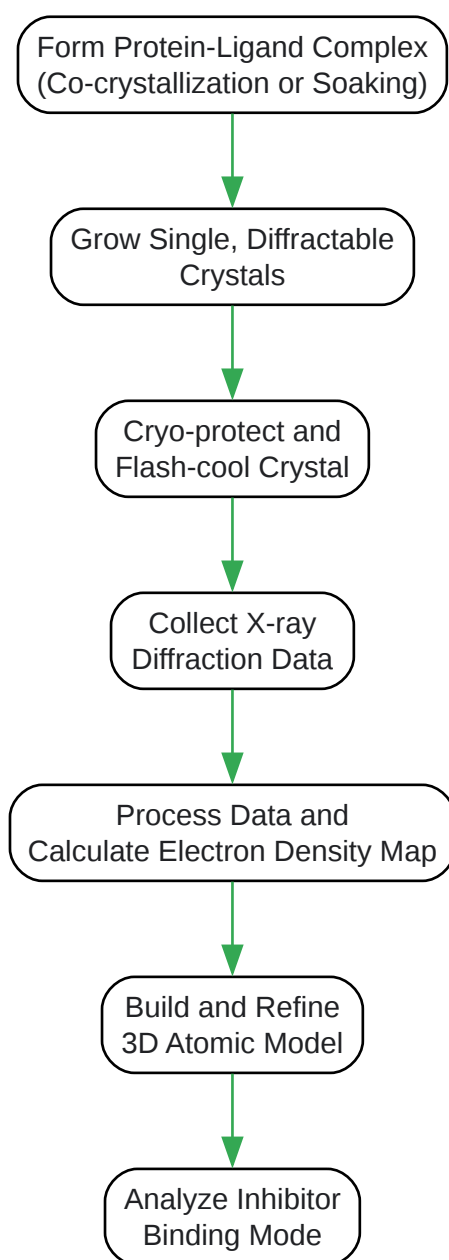 Form Protein-Ligand Complex
(Co-crystallization or Soaking)
Grow Single, Diffractable
Crystals
Cryo-protect and
Flash-cool Crystal
Collect X-ray
Diffraction Data
Process Data and
Calculate Electron Density Map
Build and Refine
3D Atomic Model
Analyze Inhibitor
Binding Mode